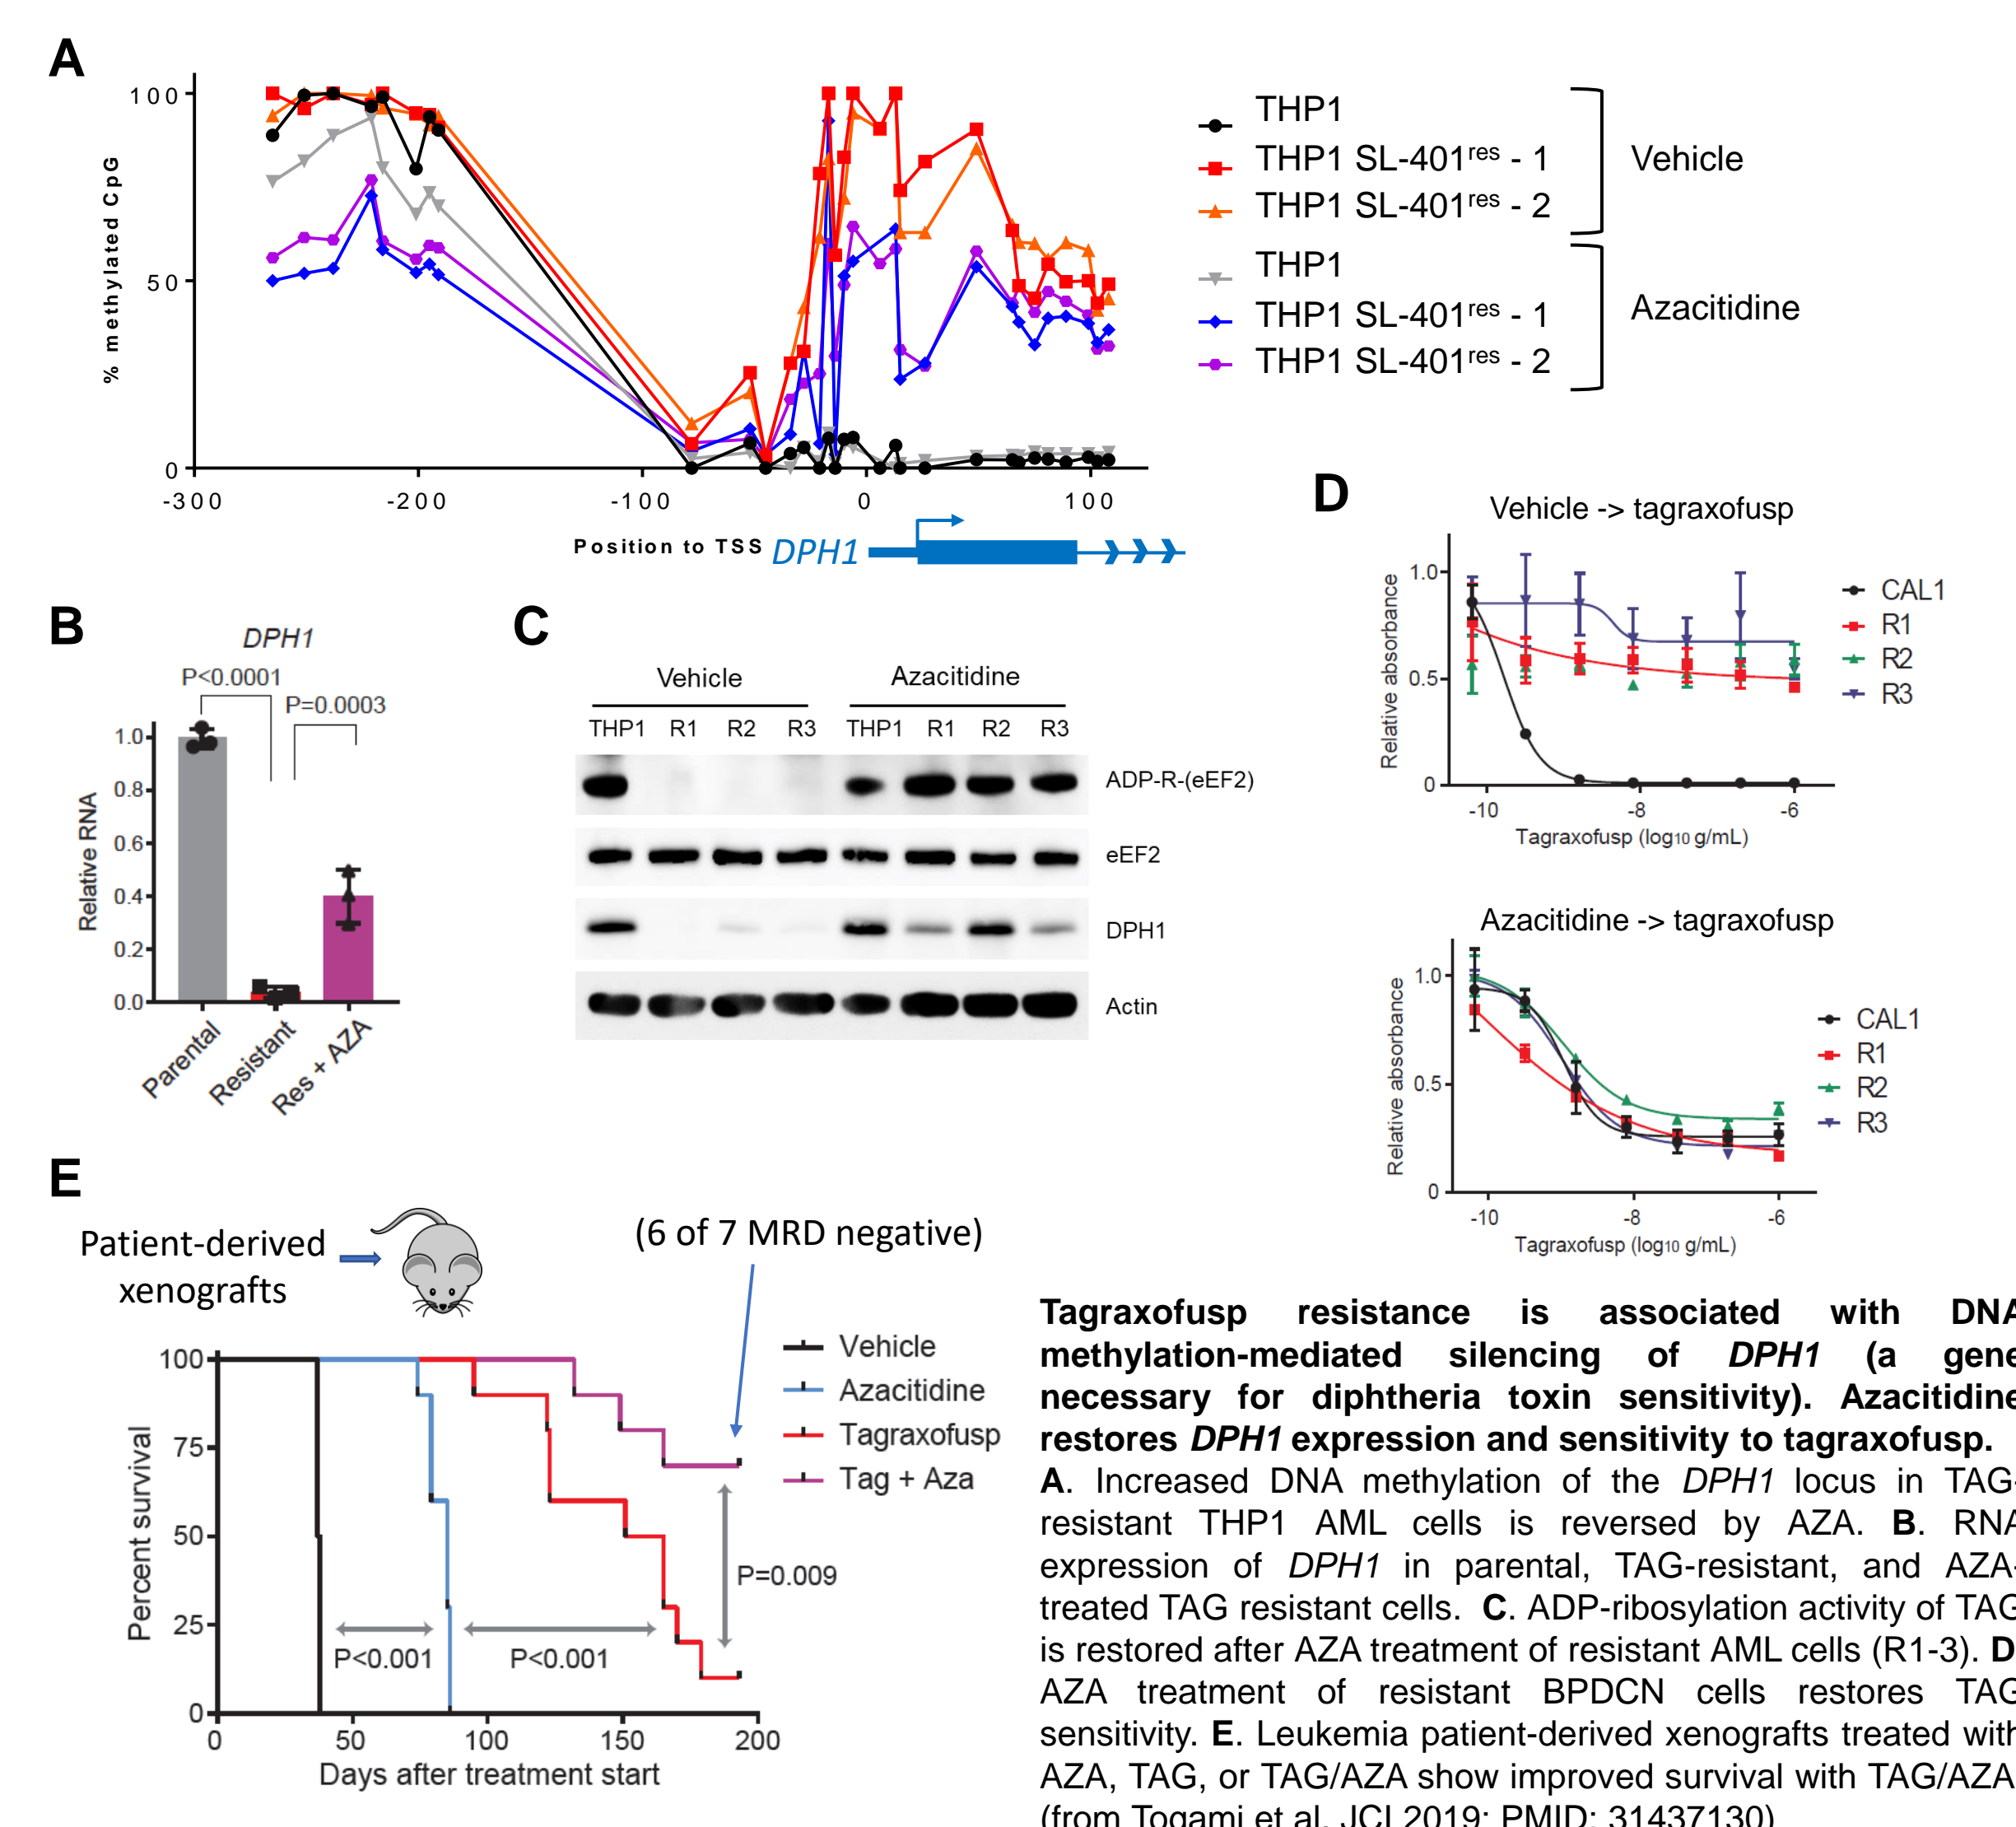 A
100
50
0
% methylated CpG
-300
-200
-100
0
100
Position to TSS
DPH1
THP1
THP1 SL-401res - 1
THP1 SL-401res - 2
Vehicle
THP1
THP1 SL-401res - 1
THP1 SL-401res - 2
Azacitidine
B
DPH1
P<0.0001
P=0.0003
1.0
0.8
0.6
0.4
0.2
0.0
Relative RNA
Parental
Resistant
Res + AZA
C
Vehicle
Azacitidine
THP1 R1 R2 R3 THP1 R1 R2 R3
ADP-R-(eEF2)
eEF2
DPH1
Actin
D
Vehicle -> tagraxofusp
1.0
0.5
0
Relative absorbance
-10
-8
-6
Tagraxofusp (log10 g/mL)
CAL1
R1
R2
R3
Azacitidine -> tagraxofusp
1.0
0.5
0
Relative absorbance
-10
-8
-6
Tagraxofusp (log10 g/mL)
CAL1
R1
R2
R3
E
Patient-derived
xenografts
(6 of 7 MRD negative)
100
75
50
25
0
Percent survival
0
50
100
150
200
Days after treatment start
P<0.001
P<0.001
P=0.009
Vehicle
Azacitidine
Tagraxofusp
Tag + Aza
Tagraxofusp resistance is associated with DNA
methylation-mediated silencing of DPH1 (a gene
necessary for diphtheria toxin sensitivity). Azacitidine
restores DPH1 expression and sensitivity to tagraxofusp.
A. Increased DNA methylation of the DPH1 locus in TAG-
resistant THP1 AML cells is reversed by AZA. B. RNA
expression of DPH1 in parental, TAG-resistant, and AZA-
treated TAG resistant cells. C. ADP-ribosylation activity of TAG
is restored after AZA treatment of resistant AML cells (R1-3). D.
AZA treatment of resistant BPDCN cells restores TAG
sensitivity. E. Leukemia patient-derived xenografts treated with
AZA, TAG, or TAG/AZA show improved survival with TAG/AZA
(from Togami et al, JCI 2019; PMID: 31437130)